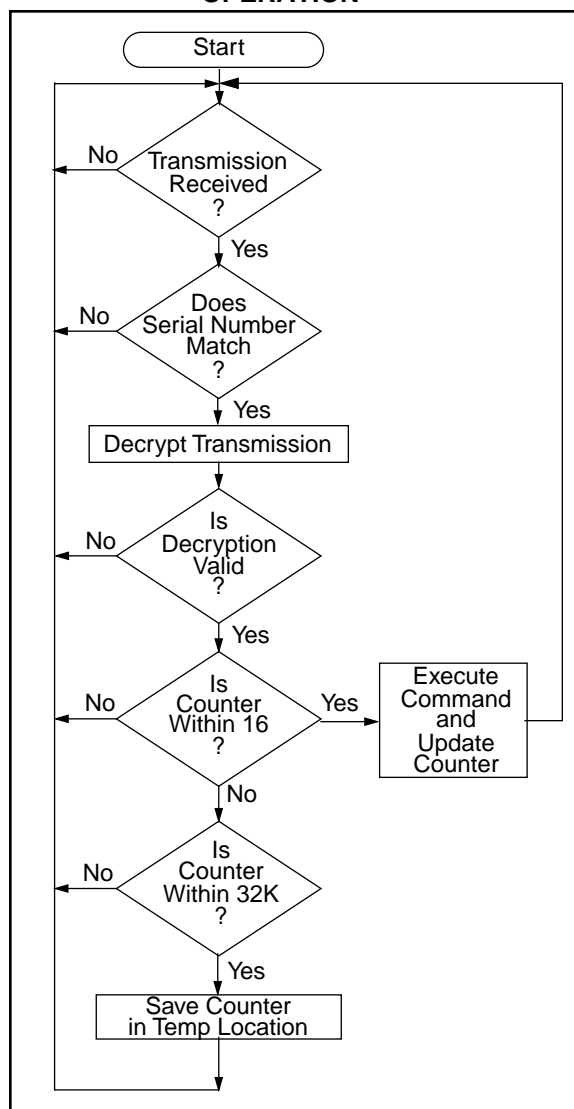 OPERATION
Start
No
Transmission
Received
?
Yes
No
Does
Serial Number
Match
?
Yes
Decrypt Transmission
No
Is
Decryption
Valid
?
Yes
No
Is
Counter
Within 16
?
Yes
Execute
Command
and
Update
Counter
No
No
Is
Counter
Within 32K
?
Yes
Save Counter
in Temp Location